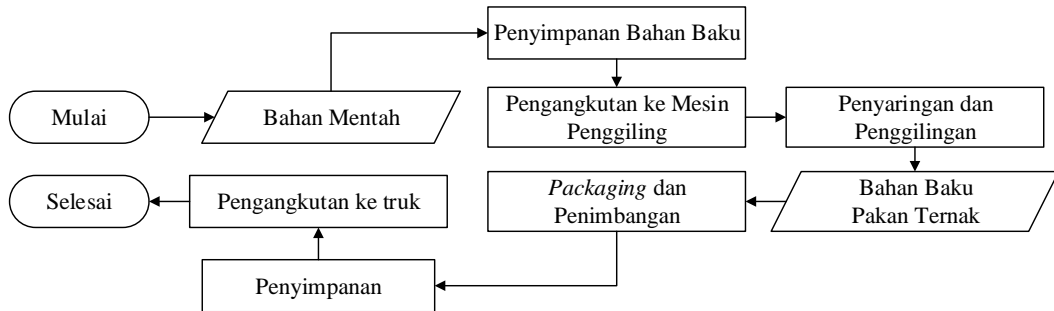 Mulai
Bahan Mentah
Penyimpanan Bahan Baku
Pengangkutan ke Mesin
Penggiling
Penyaringan dan
Penggilingan
Bahan Baku
Pakan Ternak
Packaging dan
Penimbangan
Penyimpanan
Pengangkutan ke truk
Selesai